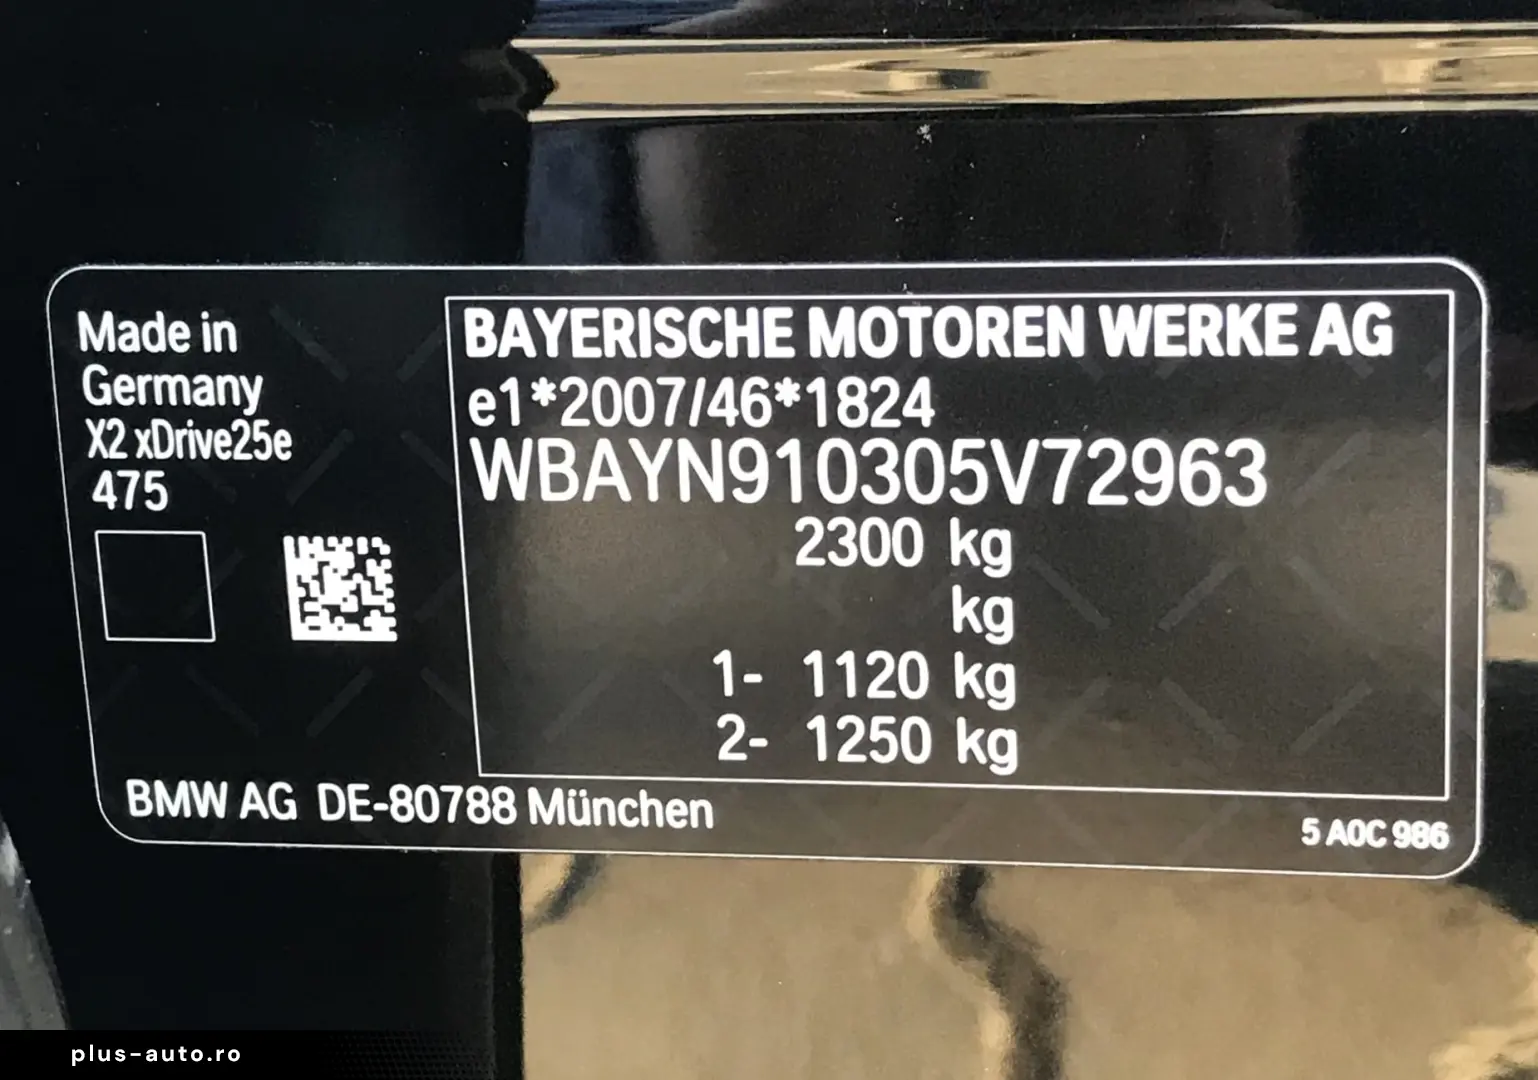 Made in
Germany
X2 xDrive25e
475
BAYERISCHE MOTOREN WERKE AG
e1*2007/46*1824
WBAYN910305V72963
2300 kg
kg
1- 1120 kg
2- 1250 kg
BMW AG DE-80788 München
5 A0C 986
plus-auto.ro